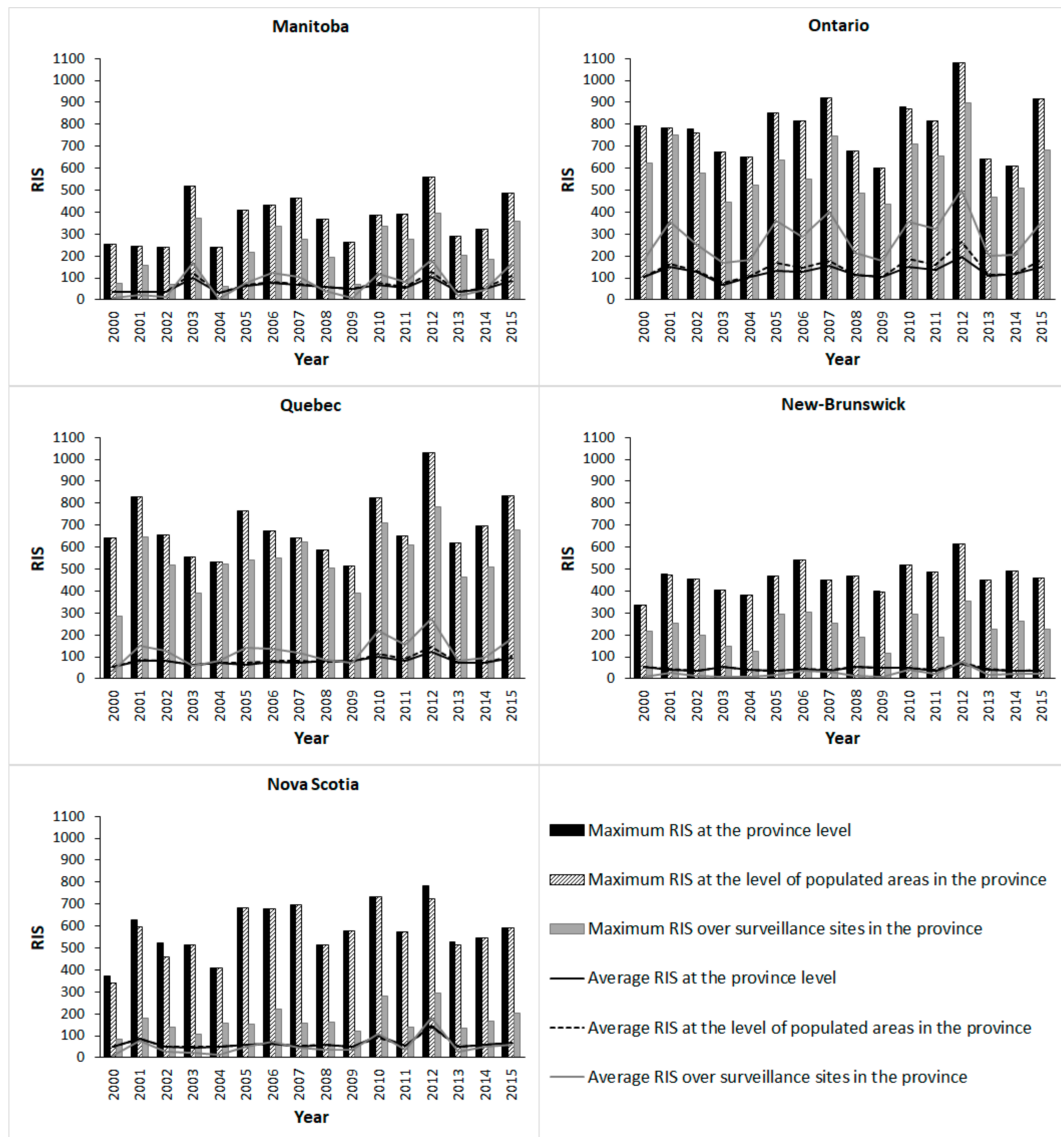 Manitoba
1100
1000
900
800
700
600
500
400
300
200
100
0
RIS
2000 2001 2002 2003 2004 2005 2006 2007 2008 2009 2010 2011 2012 2013 2014 2015
Year
Ontario
1100
1000
900
800
700
600
500
400
300
200
100
0
RIS
2000 2001 2002 2003 2004 2005 2006 2007 2008 2009 2010 2011 2012 2013 2014 2015
Year
Quebec
1100
1000
900
800
700
600
500
400
300
200
100
0
RIS
2000 2001 2002 2003 2004 2005 2006 2007 2008 2009 2010 2011 2012 2013 2014 2015
Year
New-Brunswick
1100
1000
900
800
700
600
500
400
300
200
100
0
RIS
2000 2001 2002 2003 2004 2005 2006 2007 2008 2009 2010 2011 2012 2013 2014 2015
Year
Nova Scotia
1100
1000
900
800
700
600
500
400
300
200
100
0
RIS
2000 2001 2002 2003 2004 2005 2006 2007 2008 2009 2010 2011 2012 2013 2014 2015
Year
Maximum RIS at the province level
Maximum RIS at the level of populated areas in the province
Maximum RIS over surveillance sites in the province
Average RIS at the province level
Average RIS at the level of populated areas in the province
Average RIS over surveillance sites in the province